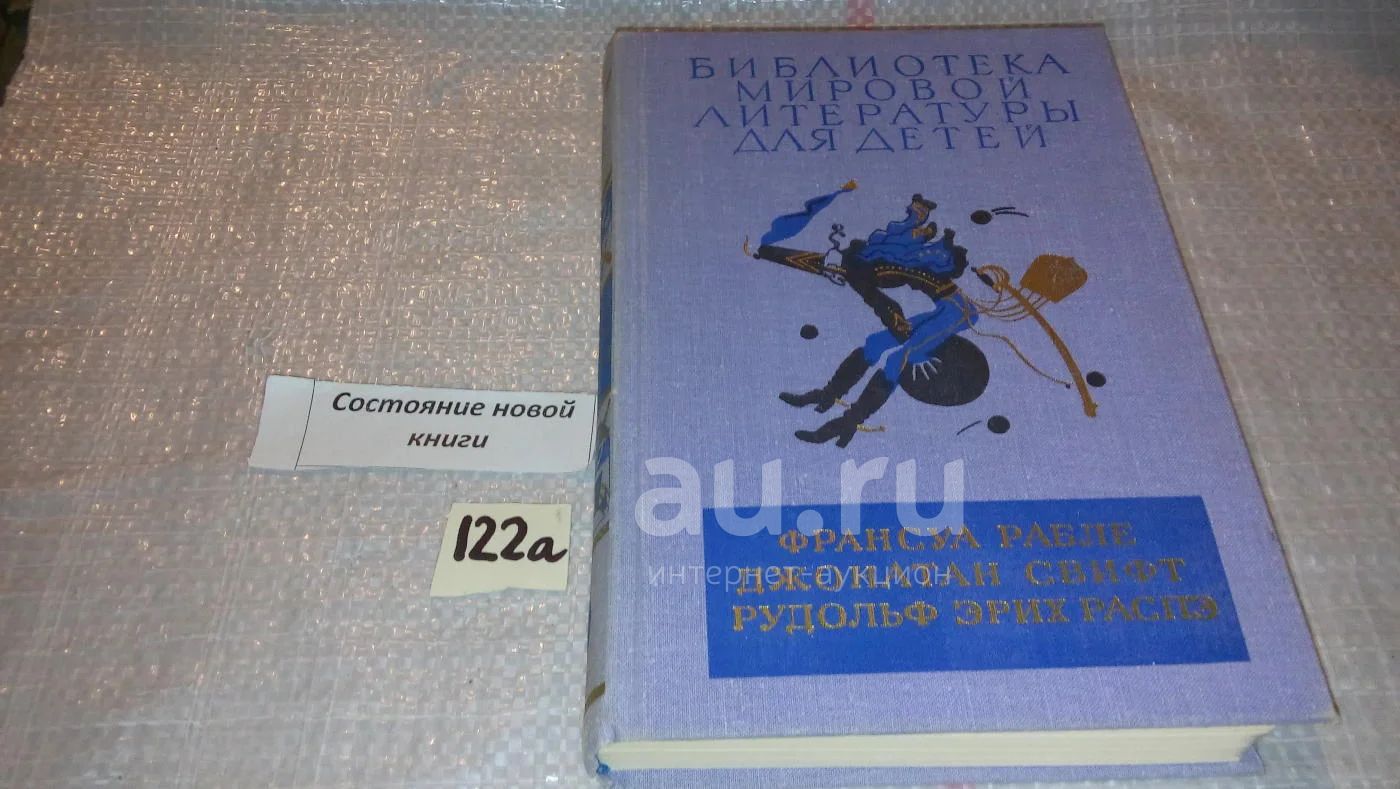 БИБЛИОТЕКА
МИРОВОЙ
ЛИТЕРАТУРЫ
ДЛЯ ДЕТЕЙ
Состояние новой
книги
122а
au.ru
интернет-аукцион
ФРАНСУА РАБЛЕ
ДЖОНАТАН СВИФТ
РУДОЛЬФ ЭРИХ РАСПЭ